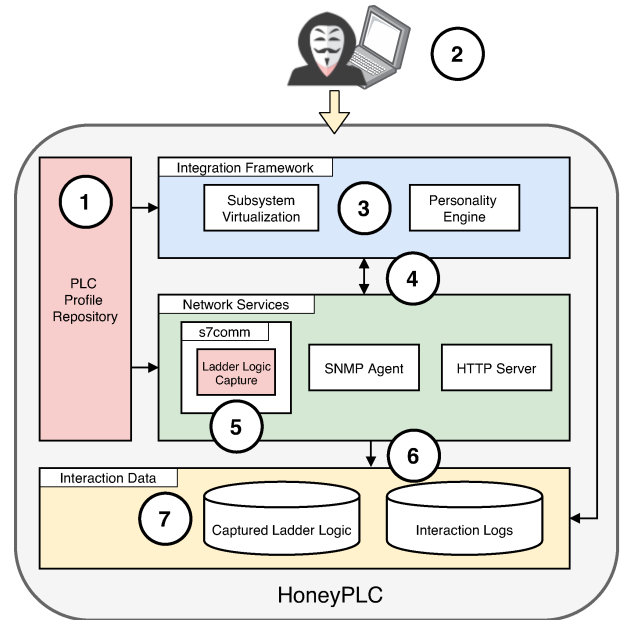 2
1
PLC
Profile
Repository
Integration Framework
Subsystem
Virtualization
3
Personality
Engine
4
Network Services
s7comm
Ladder Logic
Capture
SNMP Agent
HTTP Server
5
6
Interaction Data
7
Captured Ladder Logic
Interaction Logs
HoneyPLC